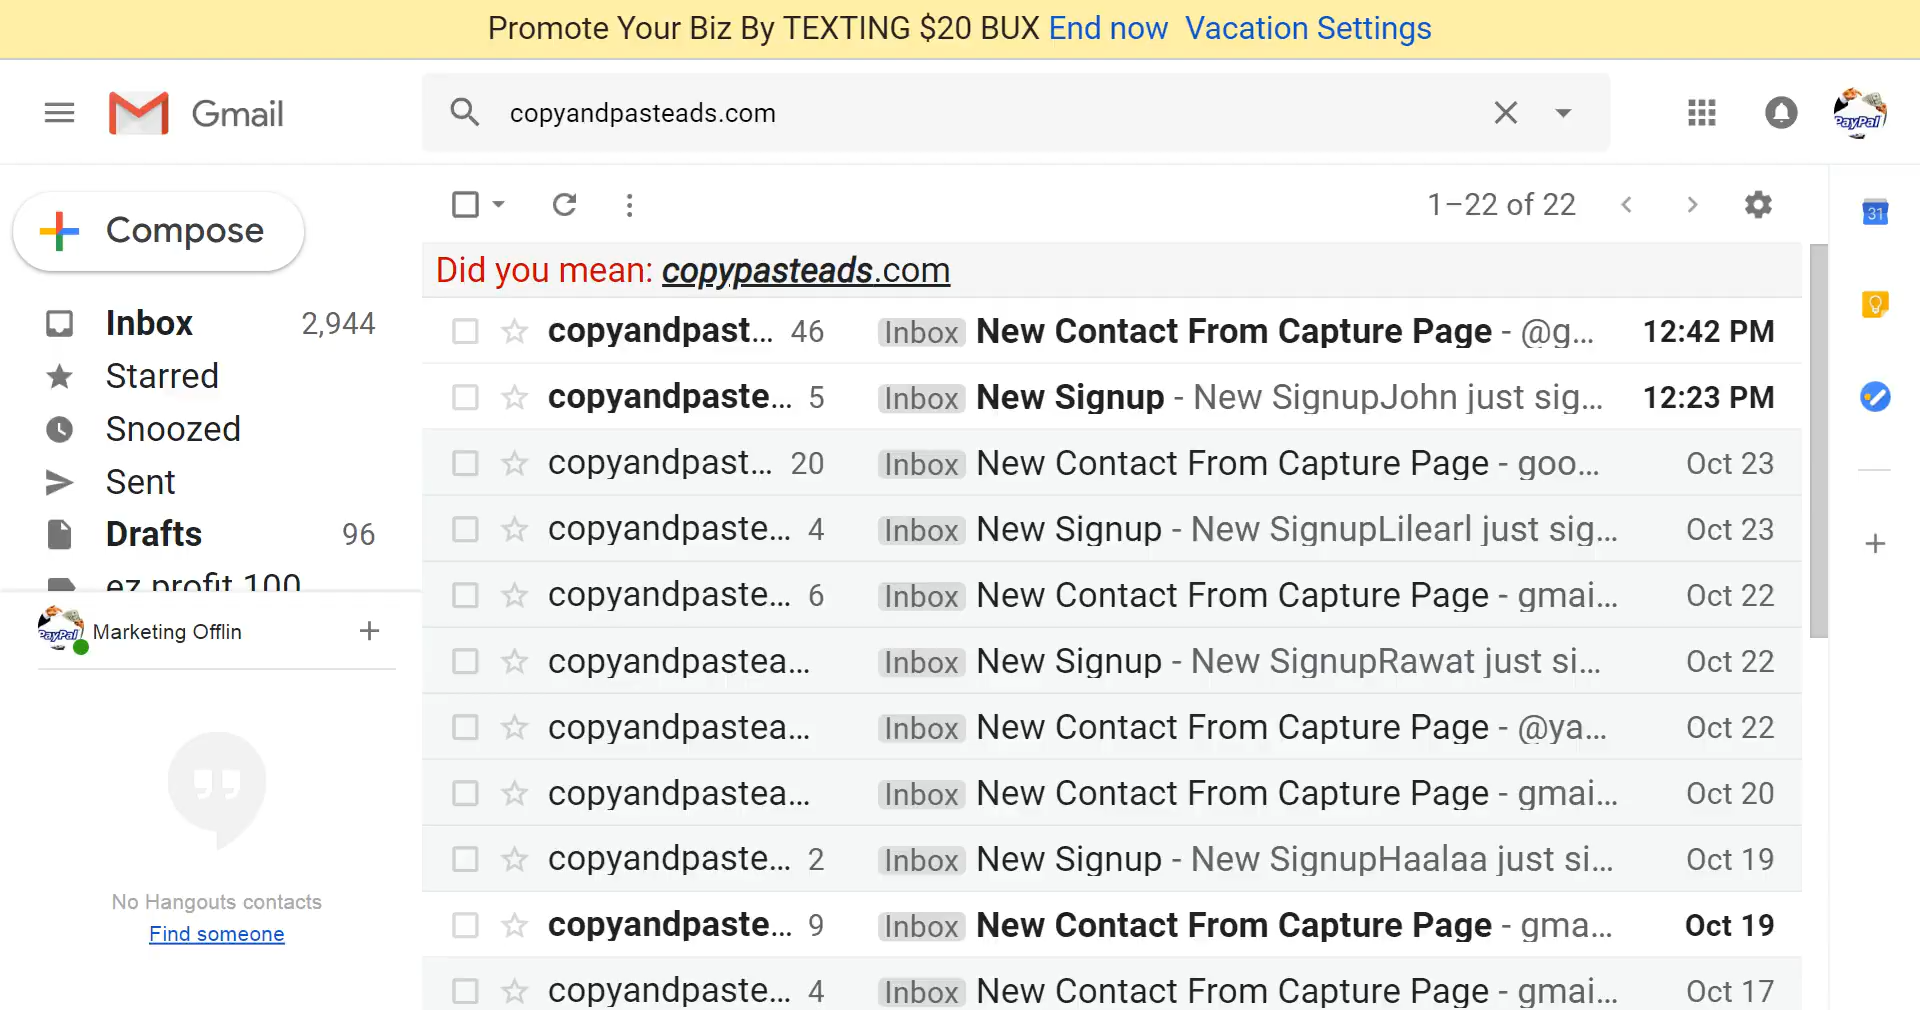 Promote Your Biz By TEXTING $20 BUX End now Vacation Settings
Gmail
copyandpasteads.com
Compose
1–22 of 22
31
Did you mean: copypasteads.com
Inbox 2,944
Starred
Snoozed
Sent
Drafts 96
ez profit 100
PayPal
Marketing Offlin
No Hangouts contacts
Find someone
copyandpast... 46 Inbox New Contact From Capture Page - @g... 12:42 PM
copyandpaste... 5 Inbox New Signup - New SignupJohn just sig... 12:23 PM
copyandpast... 20 Inbox New Contact From Capture Page - goo... Oct 23
copyandpaste... 4 Inbox New Signup - New SignupLilearl just sig... Oct 23
copyandpaste... 6 Inbox New Contact From Capture Page - gmai... Oct 22
copyandpastea... Inbox New Signup - New SignupRawat just si... Oct 22
copyandpastea... Inbox New Contact From Capture Page - @ya... Oct 22
copyandpastea... Inbox New Contact From Capture Page - gmai... Oct 20
copyandpaste... 2 Inbox New Signup - New SignupHaalaa just si... Oct 19
copyandpaste... 9 Inbox New Contact From Capture Page - gma... Oct 19
copyandpaste... 4 Inbox New Contact From Capture Page - gmai... Oct 17
PayPal